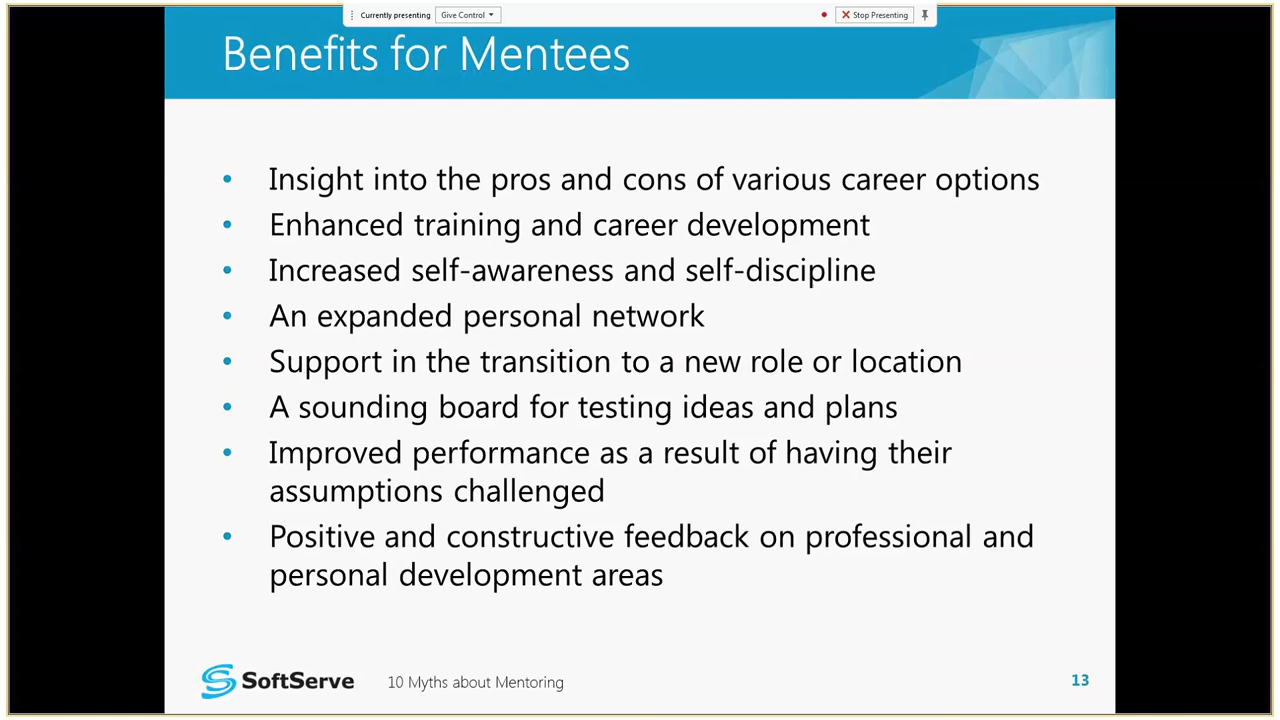 Currently presenting Give Control Stop Presenting
Benefits for Mentees
• Insight into the pros and cons of various career options
• Enhanced training and career development
• Increased self-awareness and self-discipline
• An expanded personal network
• Support in the transition to a new role or location
• A sounding board for testing ideas and plans
• Improved performance as a result of having their
assumptions challenged
• Positive and constructive feedback on professional and
personal development areas
SoftServe 10 Myths about Mentoring 13